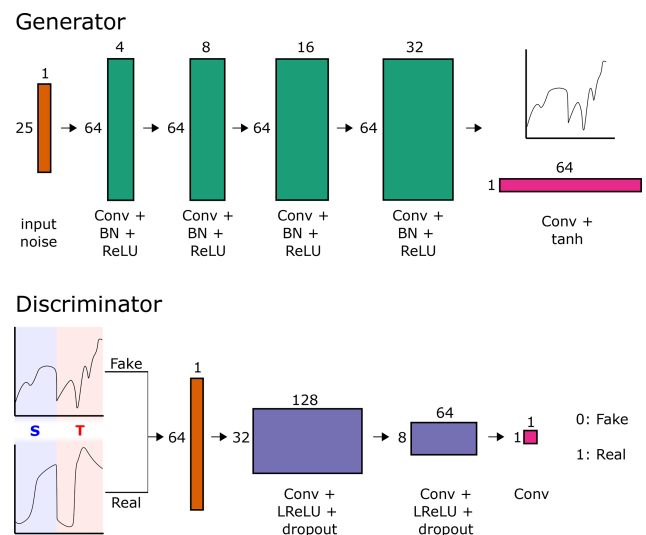 Generator
1
4
8
16
32
25
64
64
64
64
64
1
input
noise
Conv +
BN +
ReLU
Conv +
BN +
ReLU
Conv +
BN +
ReLU
Conv +
BN +
ReLU
Conv +
tanh
Discriminator
Fake
S T
Real
1
64
128
32
64
8
1
1
0: Fake
1: Real
Conv +
LReLU +
dropout
Conv +
LReLU +
dropout
Conv